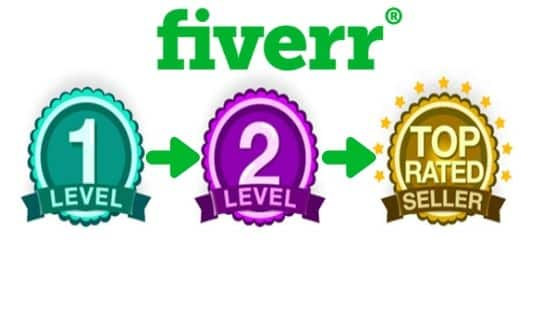 fiverr®
1
LEVEL
2
LEVEL
TOP
RATED
SELLER